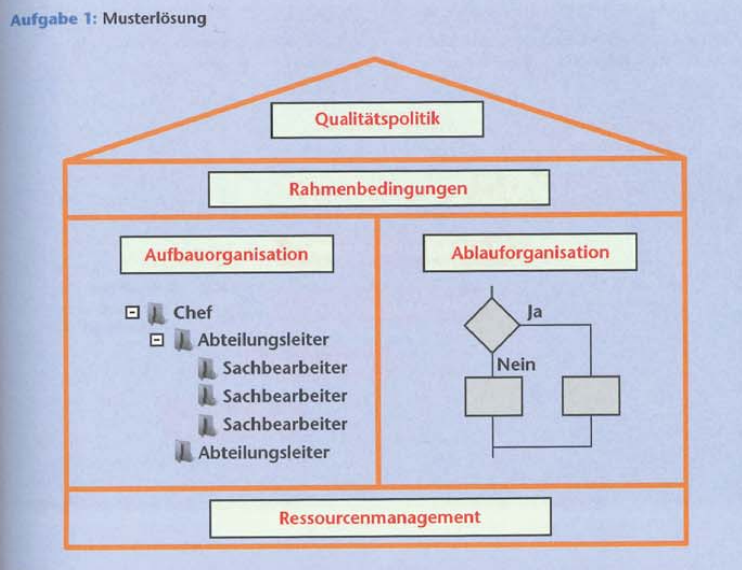 Aufgabe 1: Musterlösung
Qualitätspolitik
Rahmenbedingungen
Aufbauorganisation
Chef
Abteilungsleiter
Sachbearbeiter
Sachbearbeiter
Sachbearbeiter
Abteilungsleiter
Ablauforganisation
Ja
Nein
Ressourcenmanagement